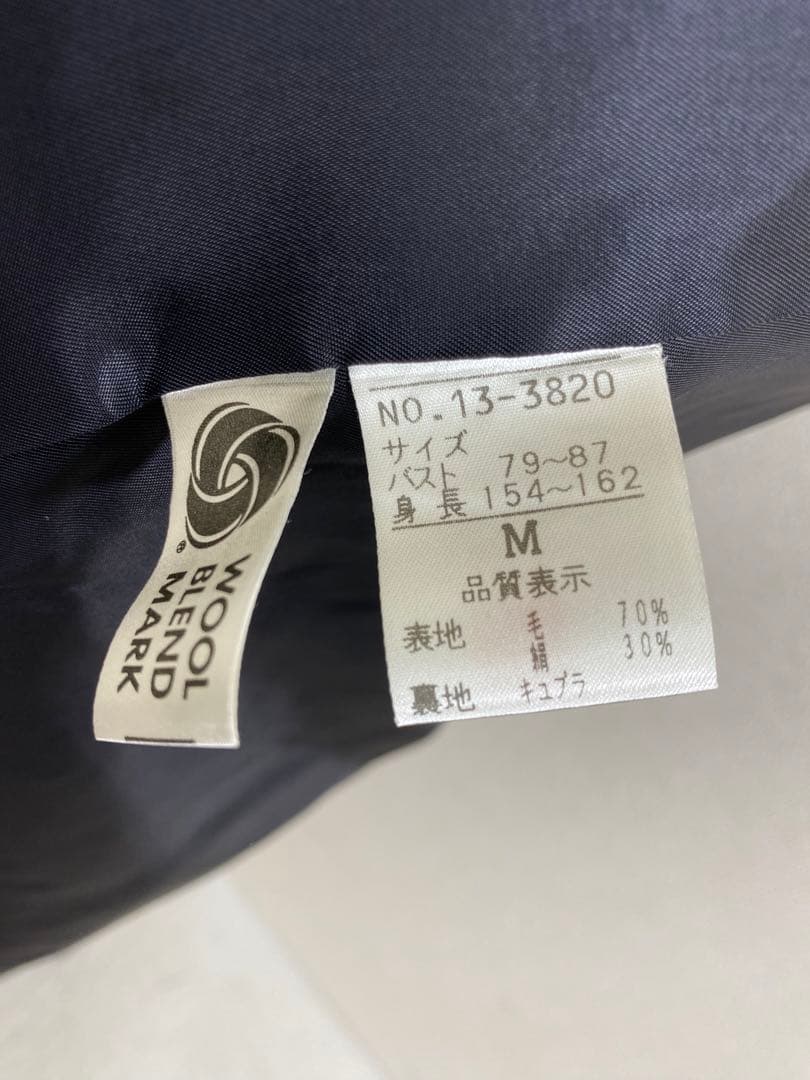 WOOL
BLEND
MARK
®
NO.13-3820
サイズ
バスト 79~87
身長 154~162
M
品質表示
表地 毛 70%
絹 30%
裏地 キュプラ